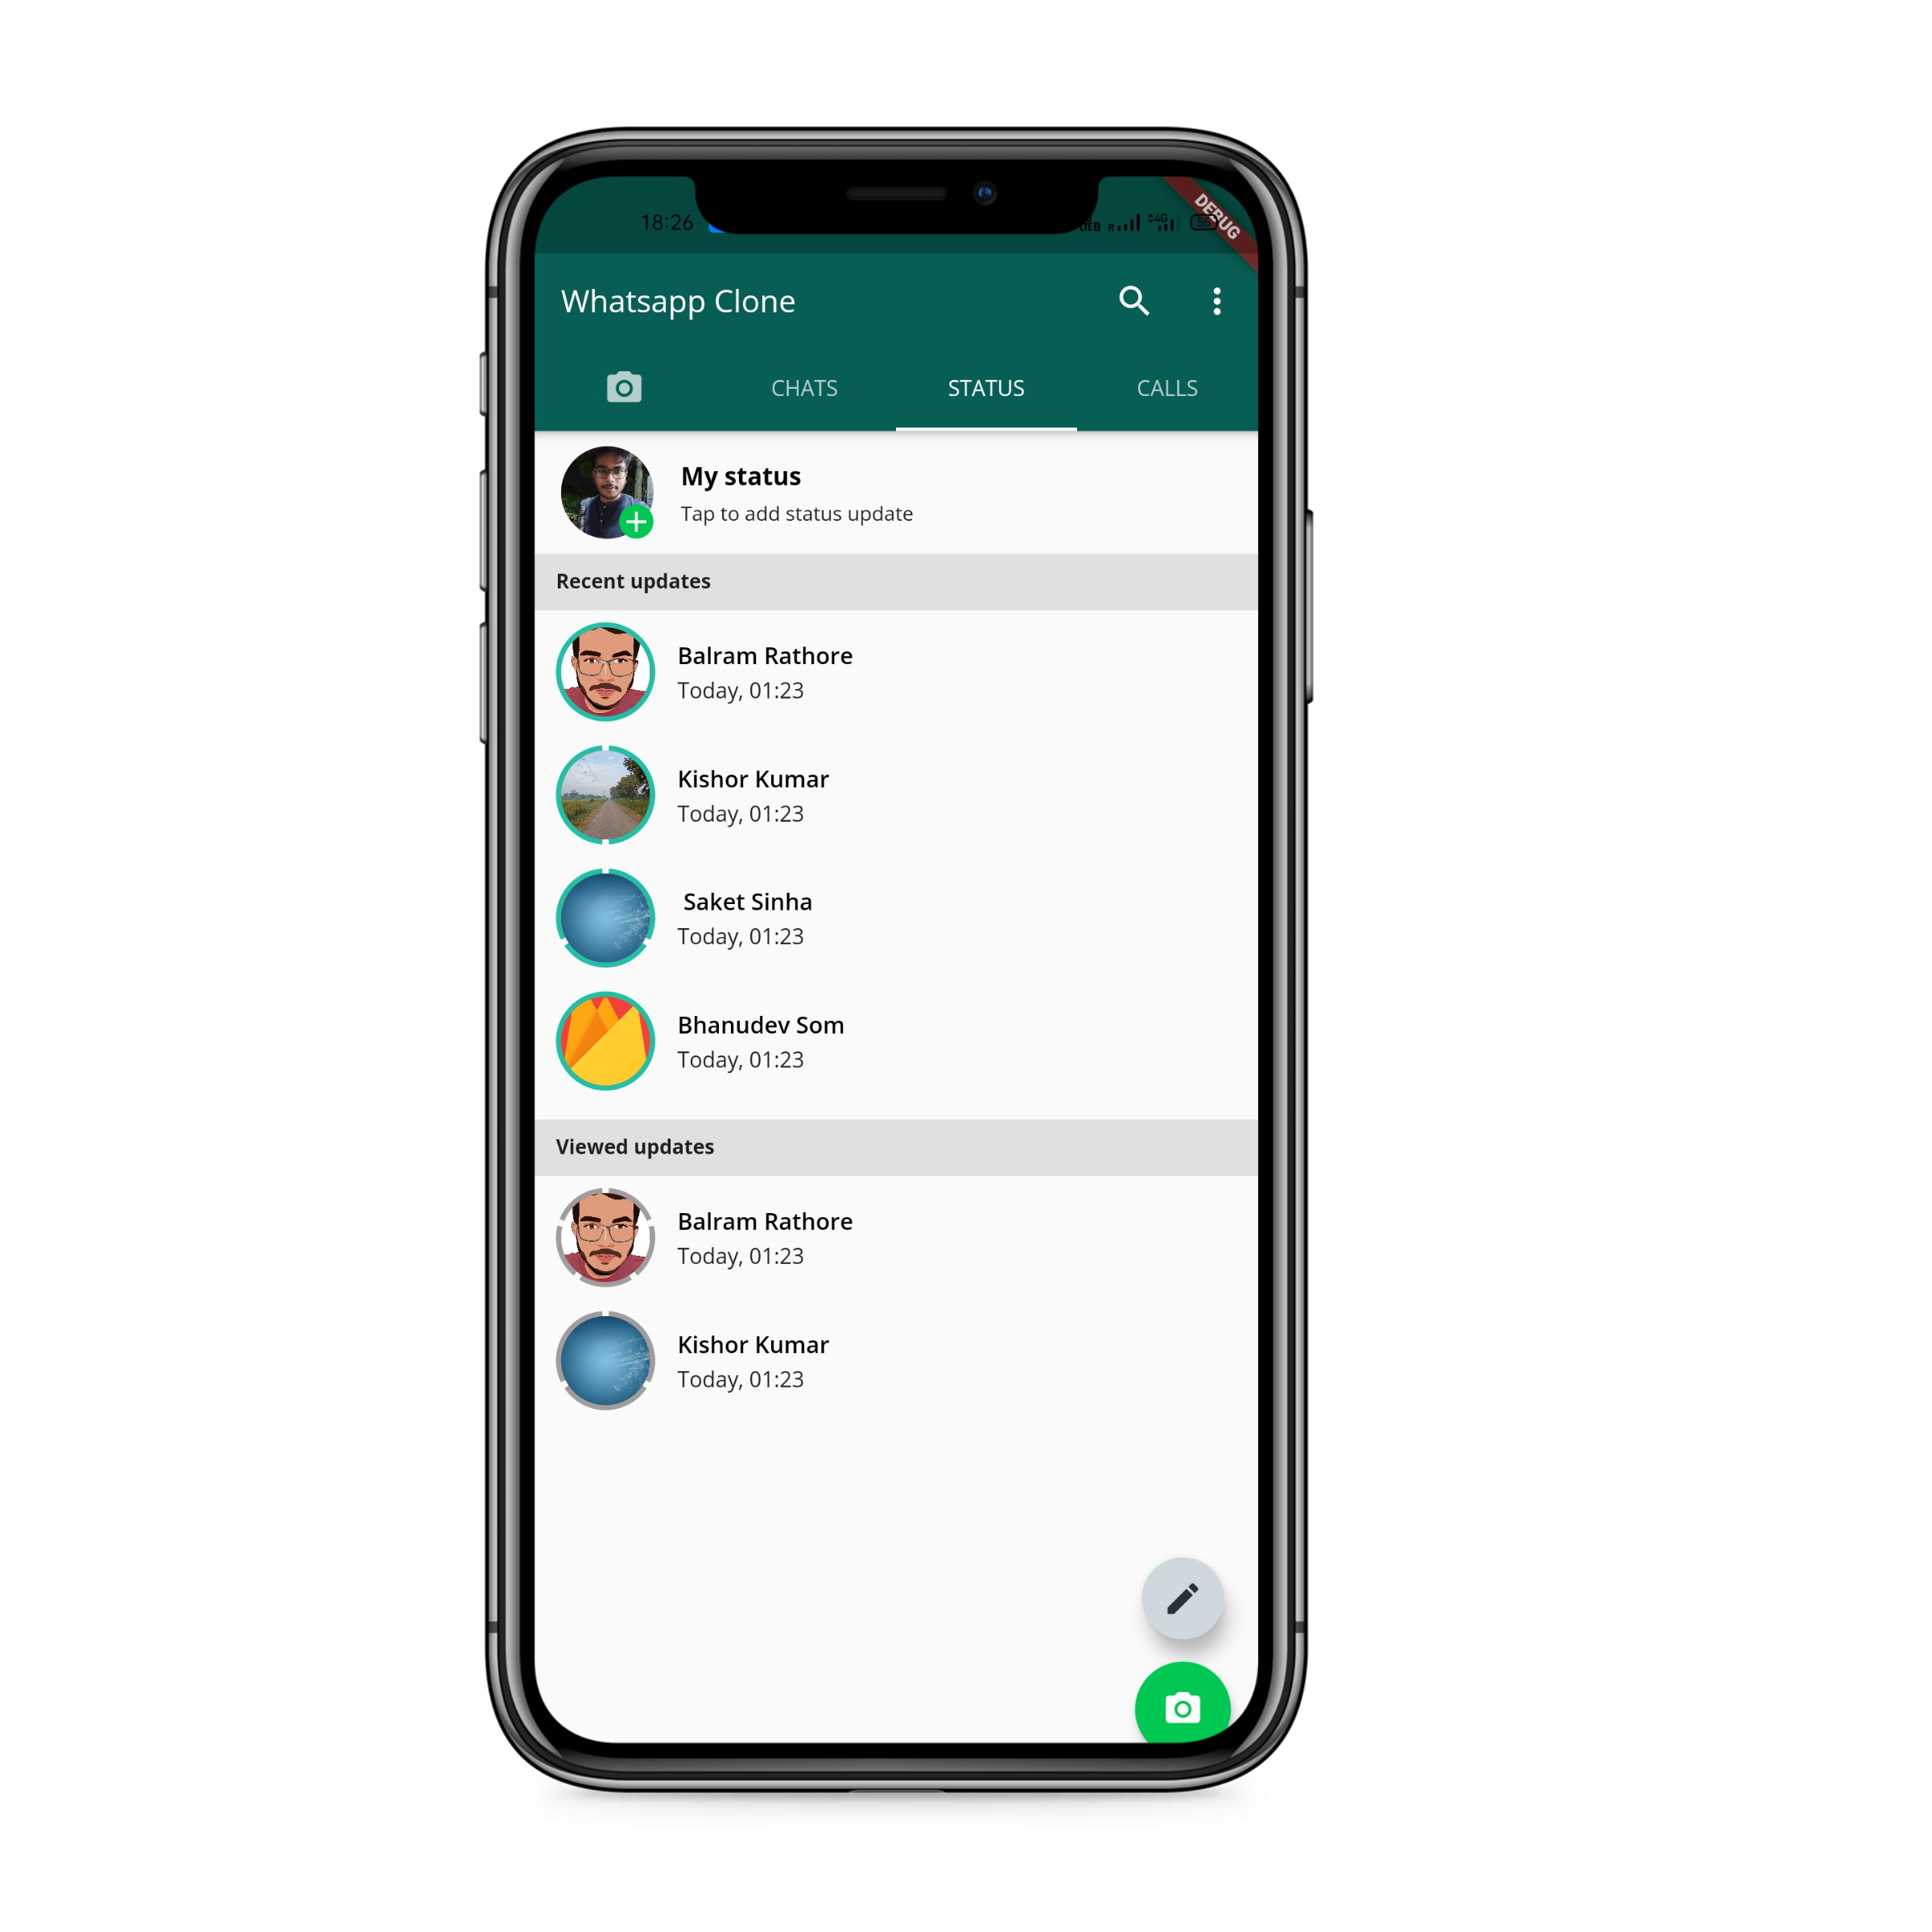 18:26
R 4G
DEBUG
Whatsapp Clone
CHATS STATUS CALLS
My status
Tap to add status update
Recent updates
Balram Rathore
Today, 01:23
Kishor Kumar
Today, 01:23
Saket Sinha
Today, 01:23
Bhanudev Som
Today, 01:23
Viewed updates
Balram Rathore
Today, 01:23
Kishor Kumar
Today, 01:23